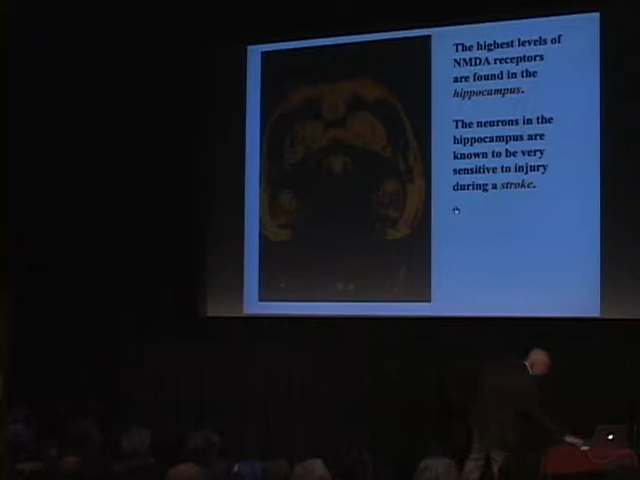 The highest levels of
NMDA receptors
are found in the
hippocampus.
The neurons in the
hippocampus are
known to be very
sensitive to injury
during a stroke.